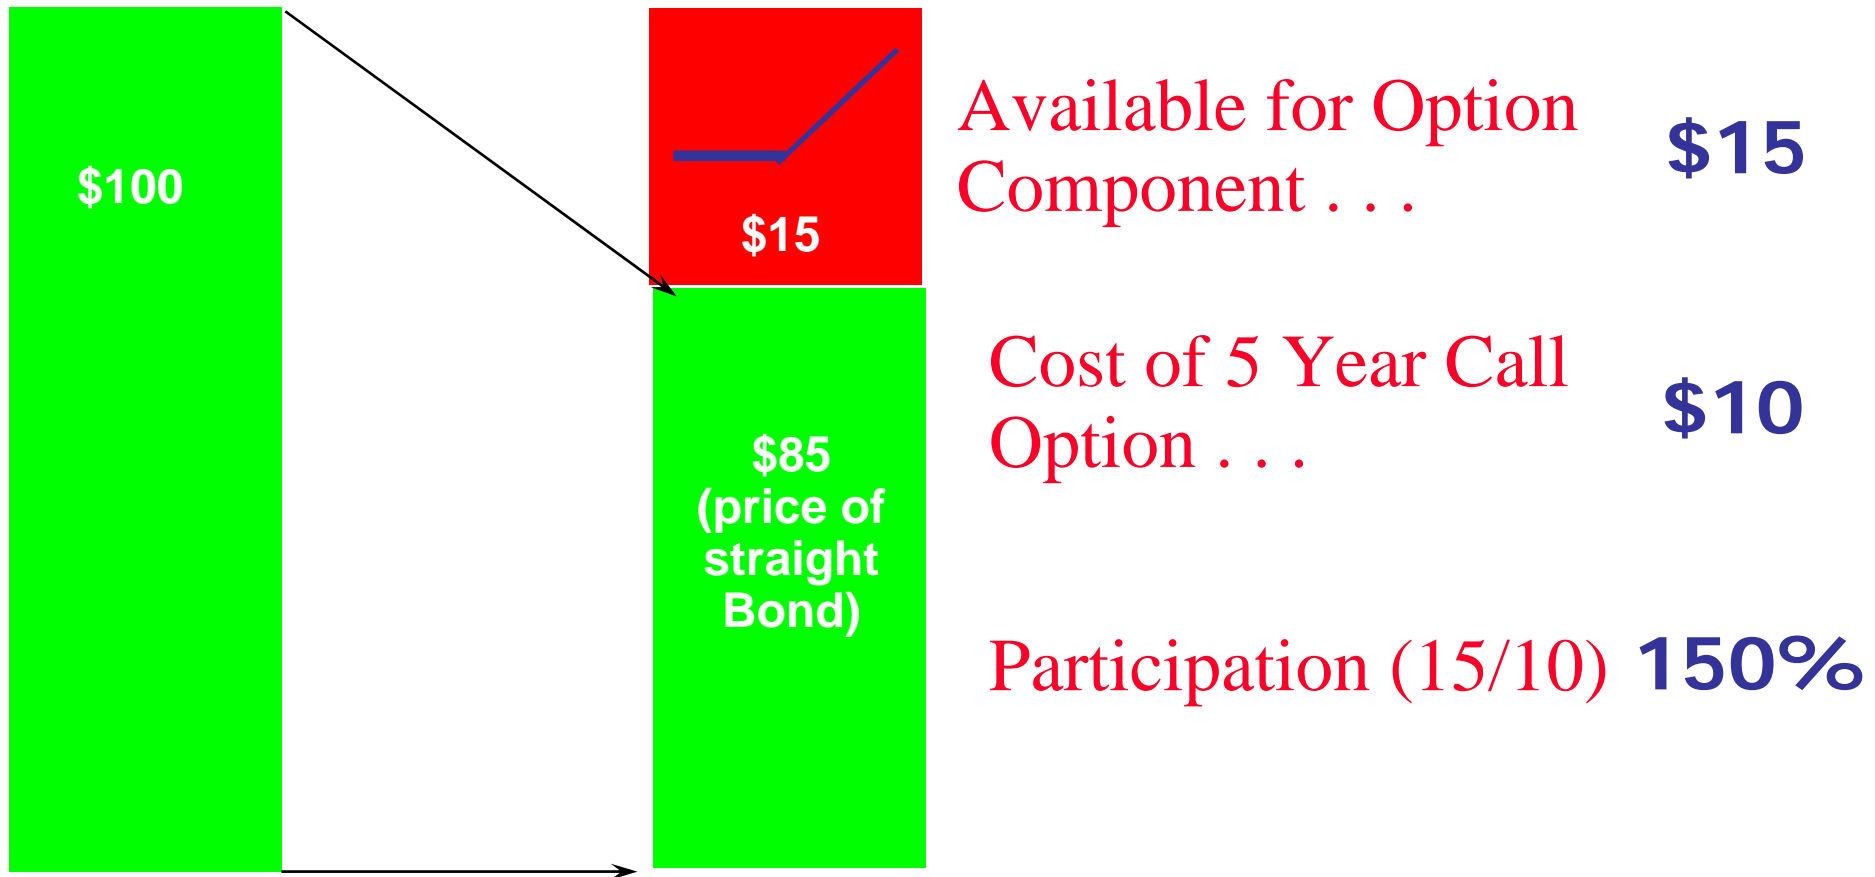 $100
$15
$85
(price of
straight
Bond)
Available for Option
Component . . .
$15
Cost of 5 Year Call
Option . . .
$10
Participation (15/10)
150%